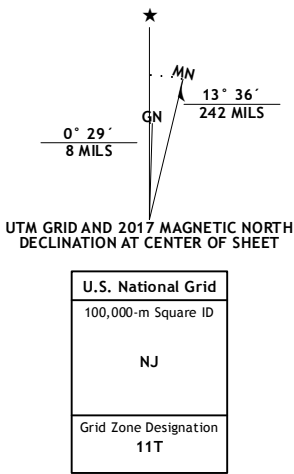 MN
13° 36´
242 MILS
GN
0° 29´
8 MILS
UTM GRID AND 2017 MAGNETIC NORTH
DECLINATION AT CENTER OF SHEET
U.S. National Grid
100,000-m Square ID
NJ
Grid Zone Designation
11T